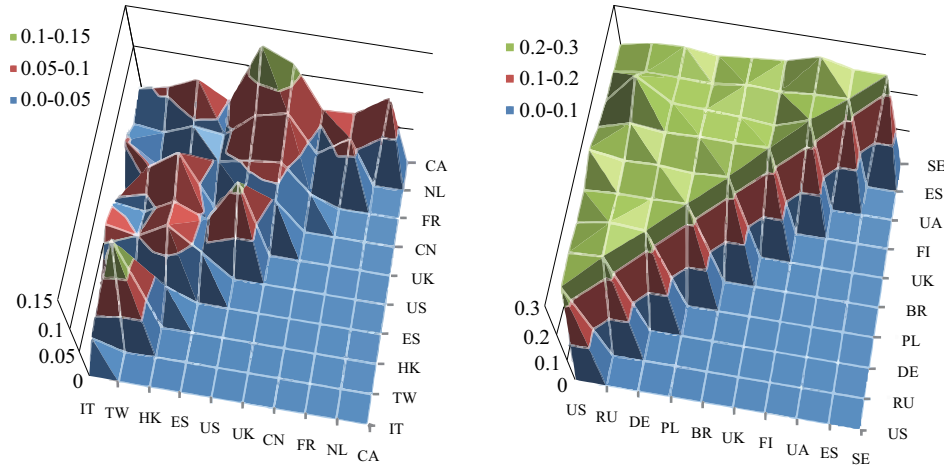 0.1-0.15
0.05-0.1
0.0-0.05
0.15
0.1
0.05
0
IT TW HK ES US UK CN FR NL CA
CA
NL
FR
CN
UK
US
ES
HK
TW
IT
0.2-0.3
0.1-0.2
0.0-0.1
0.3
0.2
0.1
0
US RU DE PL BR UK FI UA ES SE
SE
ES
UA
FI
UK
BR
PL
DE
RU
US